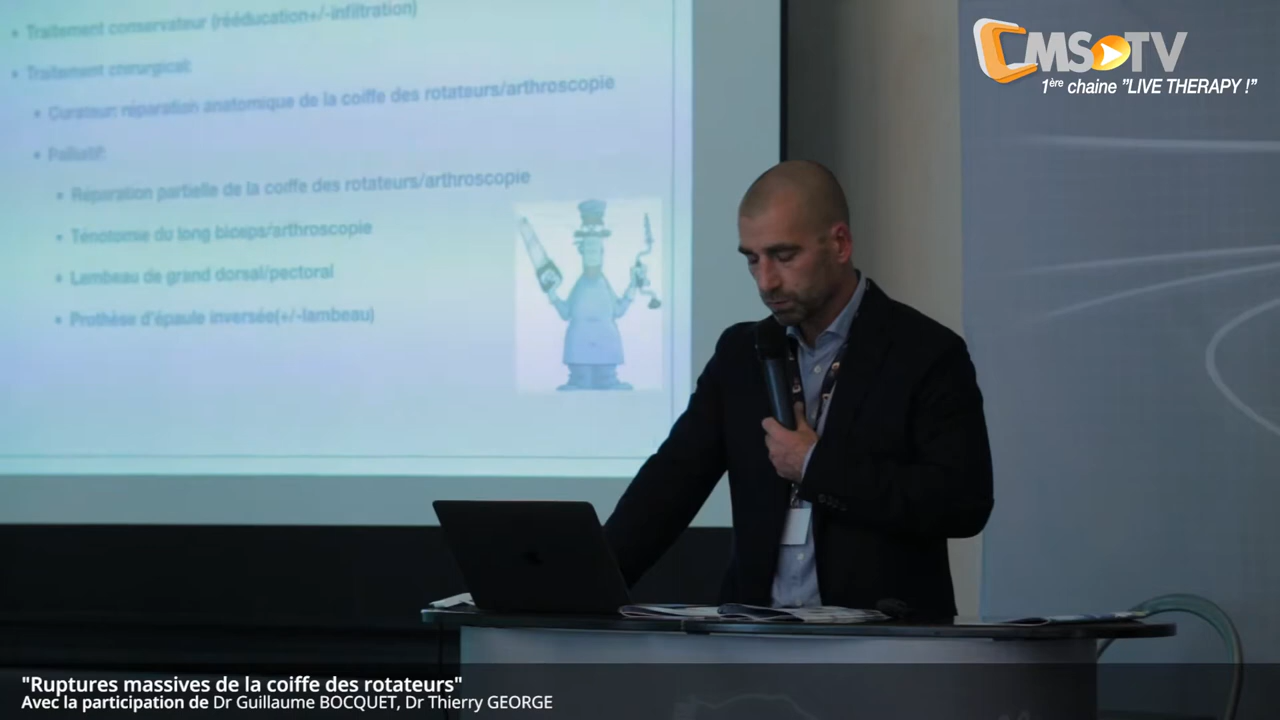 • Traitement conservateur (rééducation+/-infiltration)
• Traitement chirurgical:
• Curateur: réparation anatomique de la coiffe des rotateurs/arthroscopie
• Palliatif:
• Réparation partielle de la coiffe des rotateurs/arthroscopie
• Ténotomie du long biceps/arthroscopie
• Lambeau de grand dorsal/pectoral
• Prothèse d'épaule inversée(+/-lambeau)
CMS TV
1ère chaine "LIVE THERAPY !"
"Ruptures massives de la coiffe des rotateurs"
Avec la participation de Dr Guillaume BOCQUET, Dr Thierry GEORGE